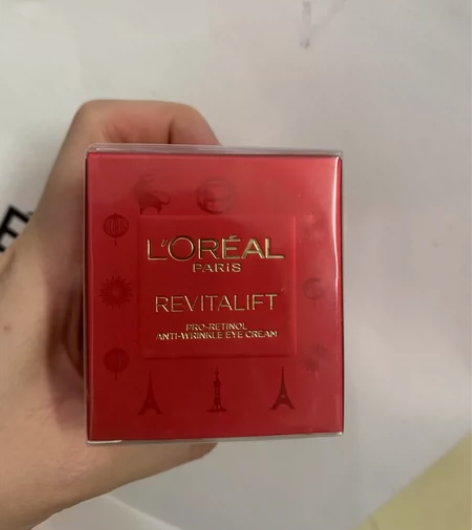 L'ORÉAL
PARIS
REVITALIFT
PRO-RETINOL
ANTI-WRINKLE EYE CREAM